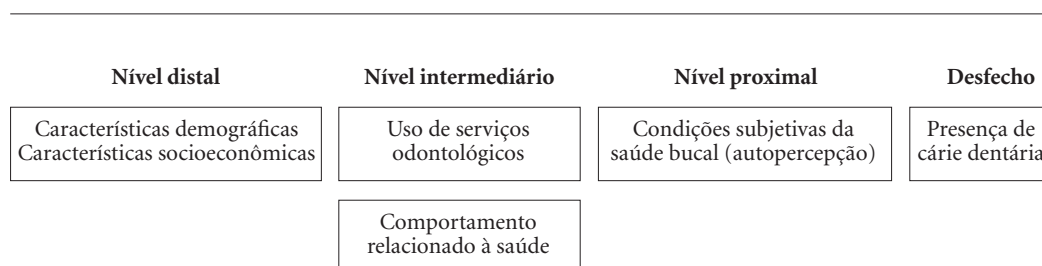 Nível distal
Nível intermediário
Nível proximal
Desfecho
Características demográficas
Características socioeconômicas
Uso de serviços
odontológicos
Condições subjetivas da
saúde bucal (autopercepção)
Presença de
cárie dentária
Comportamento
relacionado à saúde